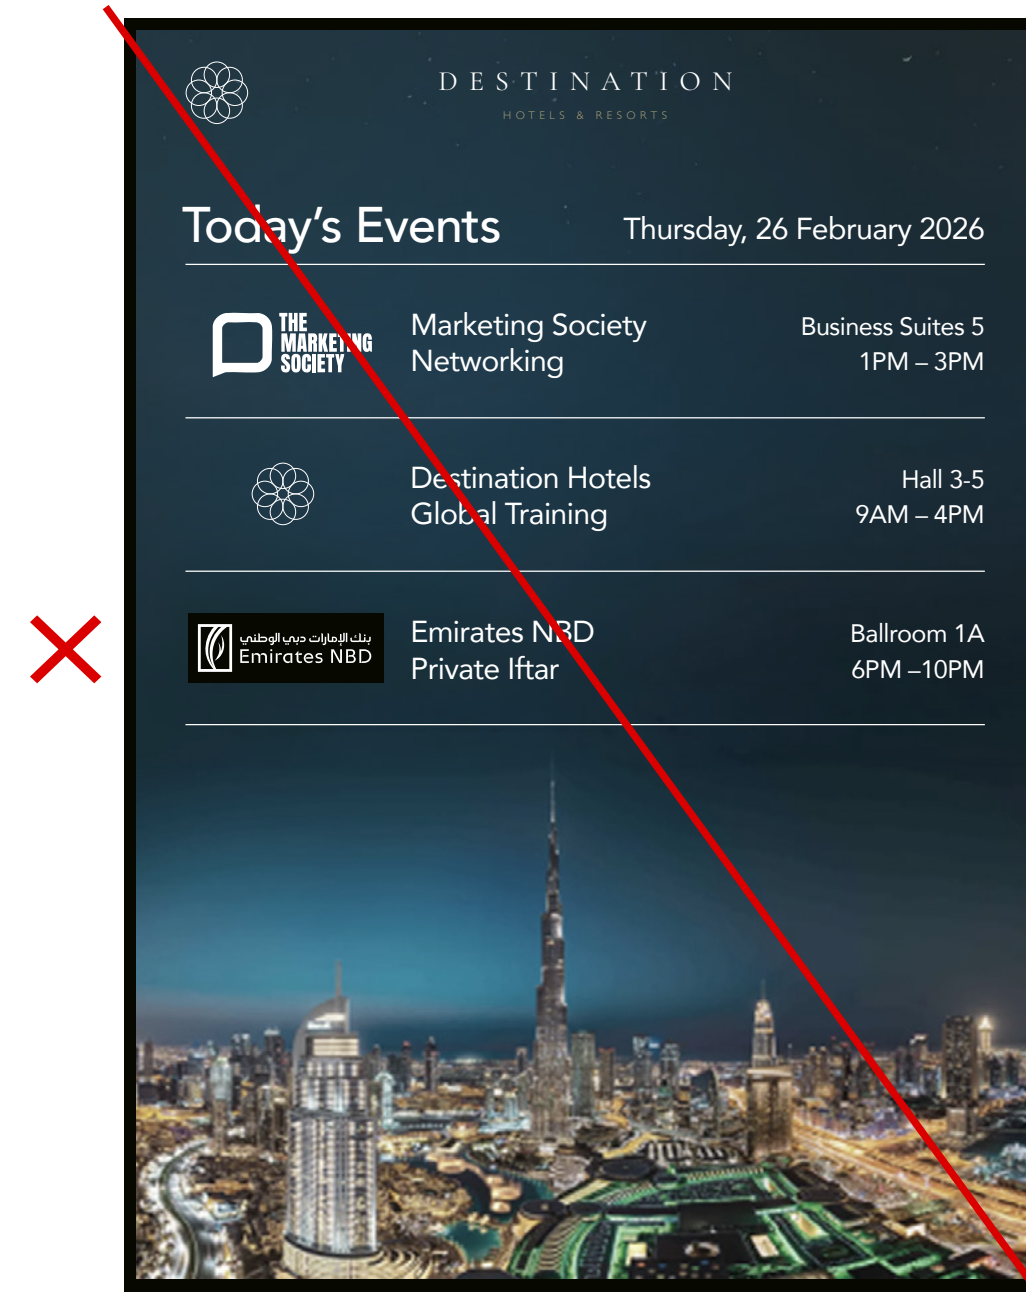 DESTINATION
HOTELS & RESORTS
Today’s Events
Thursday, 26 February 2026
THE
MARKETING
SOCIETY
Marketing Society
Networking
Business Suites 5
1PM – 3PM
Destination Hotels
Global Training
Hall 3-5
9AM – 4PM
بنك الإمارات دبي الوطني
Emirates NBD
Emirates NBD
Private Iftar
Ballroom 1A
6PM –10PM